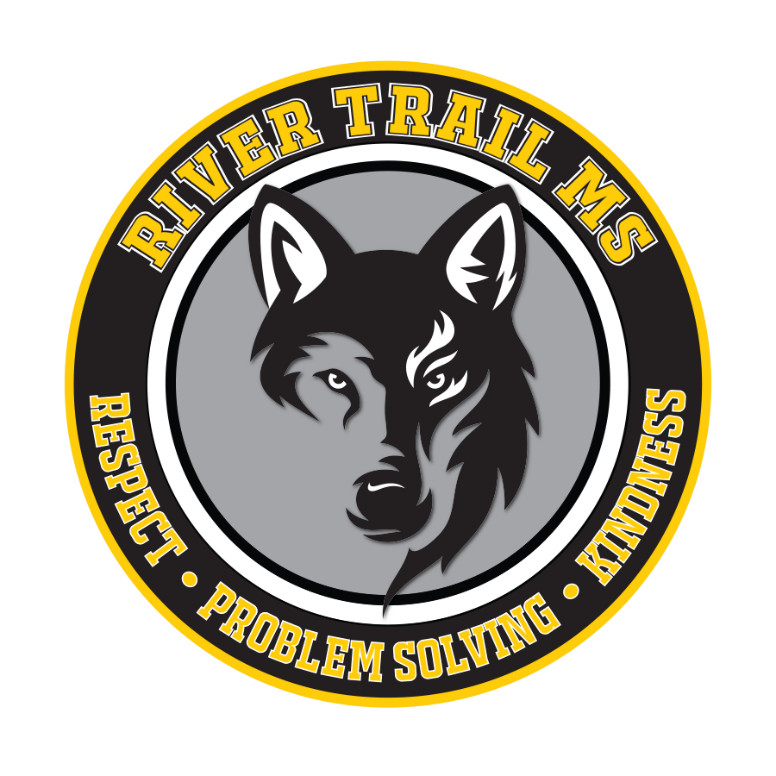 RIVER TRAIL MS
RESPECT • PROBLEM SOLVING • KINDNESS